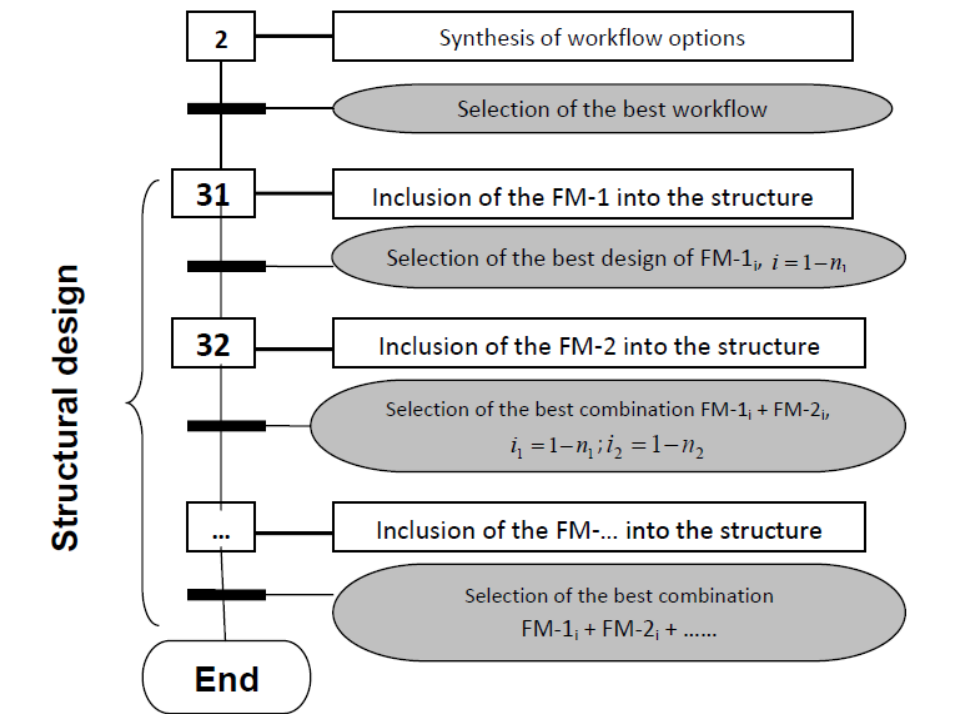 2
Synthesis of workflow options
Selection of the best workflow
Structural design
31
Inclusion of the FM-1 into the structure
Selection of the best design of FM-1ᵢ, i = 1−n₁
32
Inclusion of the FM-2 into the structure
Selection of the best combination FM-1ᵢ + FM-2ᵢ,
i₁ = 1−n₁; i₂ = 1−n₂
...
Inclusion of the FM-... into the structure
Selection of the best combination
FM-1ᵢ + FM-2ᵢ + ......
End